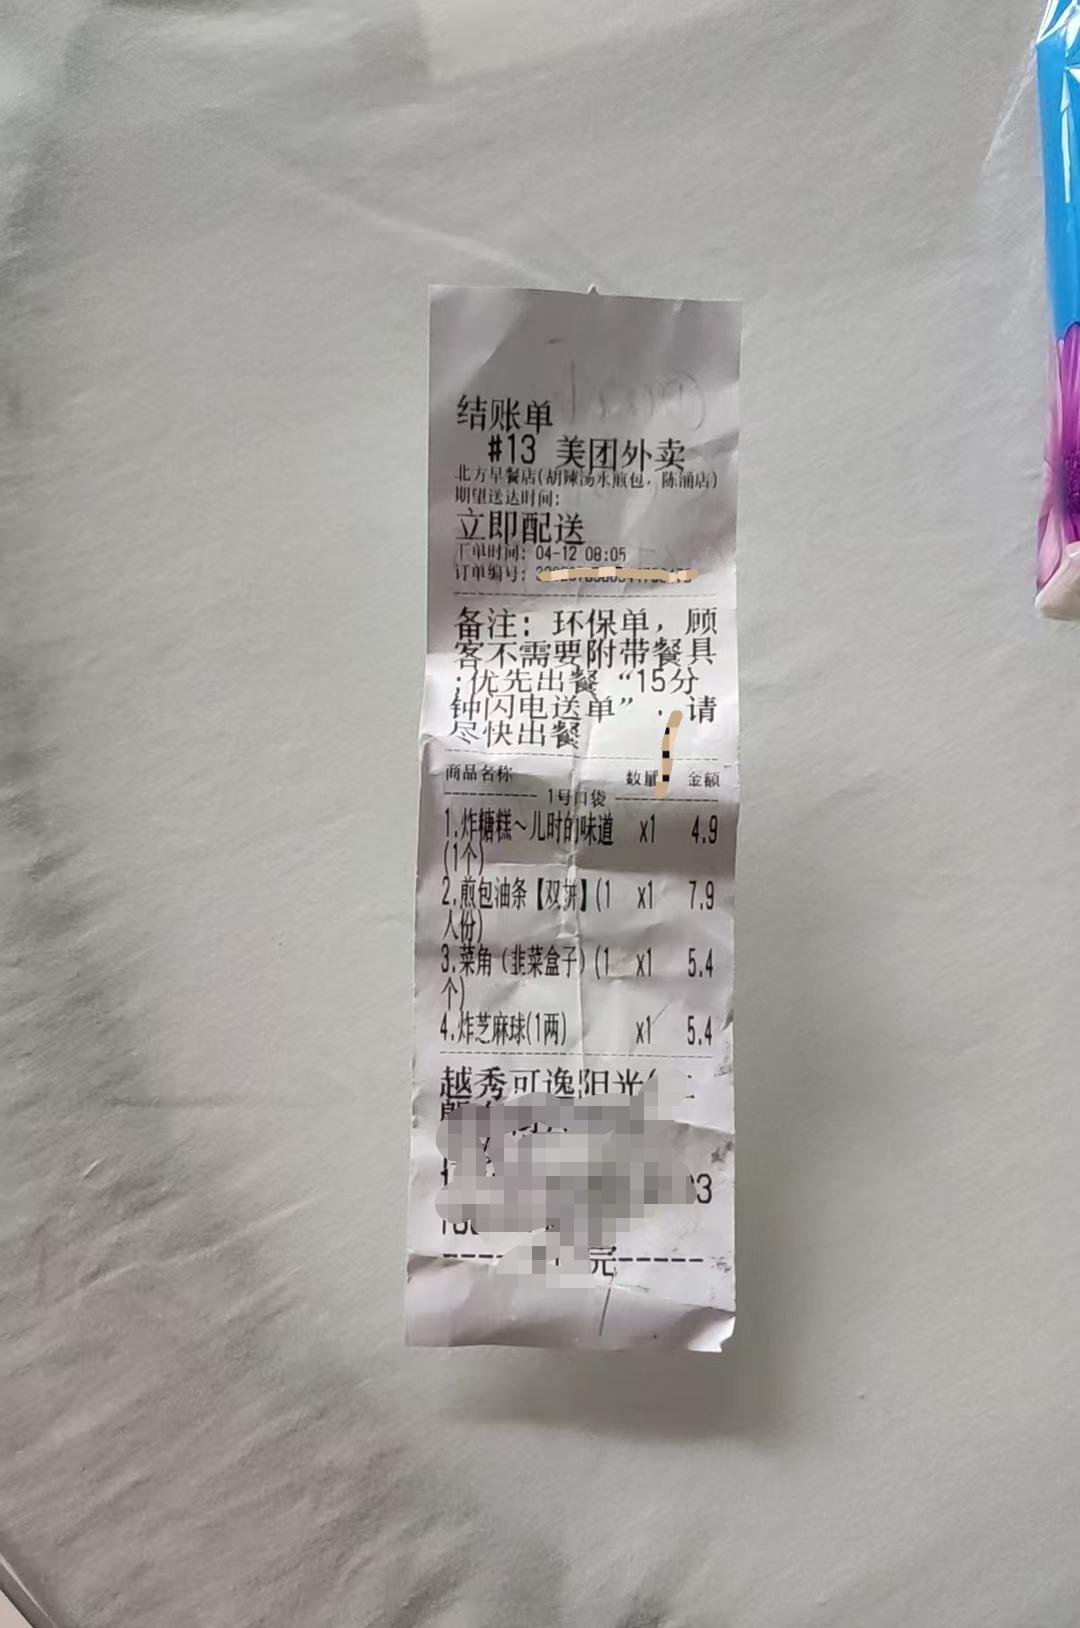 结账单
#13 美团外卖
北方早餐店(胡辣汤水煎包，陈涌店)
期望送达时间:
立即配送
下单时间: 04-12 08:05
订单编号:
备注: 环保单, 顾
客不需要附带餐具
;优先出餐“15分
钟闪电送单”，请
尽快出餐
商品名称 数量 金额
1号口袋
1.炸糖糕~儿时的味道 x1 4.9
(1个)
2.煎包油条【双拼】(1 x1 7.9
人份)
3.菜角(韭菜盒子)(1 x1 5.4
个)
4.炸芝麻球(1两) x1 5.4
越秀可逸阳光(
完